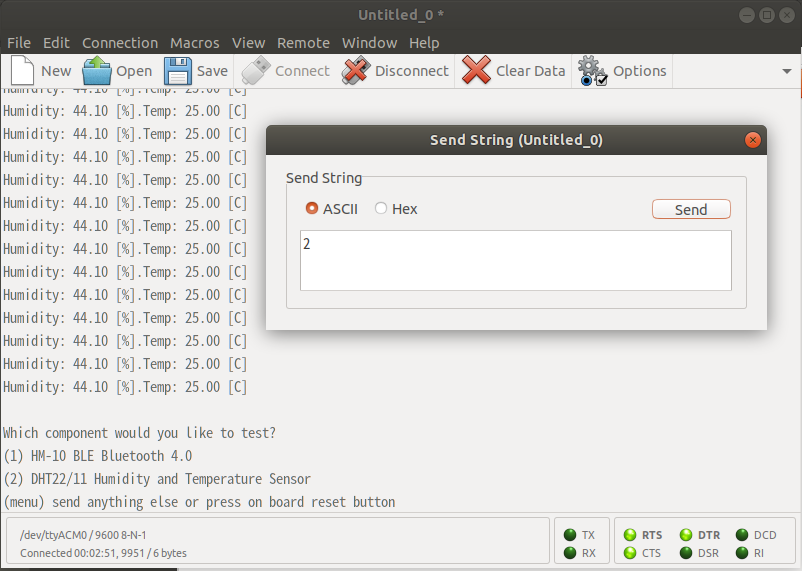 Untitled_0 *
File Edit Connection Macros View Remote Window Help
New Open Save Connect Disconnect Clear Data Options
Humidity: 44.10 [%].Temp: 25.00 [C]
Humidity: 44.10 [%].Temp: 25.00 [C]
Humidity: 44.10 [%].Temp: 25.00 [C]
Humidity: 44.10 [%].Temp: 25.00 [C]
Humidity: 44.10 [%].Temp: 25.00 [C]
Humidity: 44.10 [%].Temp: 25.00 [C]
Humidity: 44.10 [%].Temp: 25.00 [C]
Humidity: 44.10 [%].Temp: 25.00 [C]
Humidity: 44.10 [%].Temp: 25.00 [C]
Humidity: 44.10 [%].Temp: 25.00 [C]
Humidity: 44.10 [%].Temp: 25.00 [C]
Humidity: 44.10 [%].Temp: 25.00 [C]
Humidity: 44.10 [%].Temp: 25.00 [C]
Humidity: 44.10 [%].Temp: 25.00 [C]
Which component would you like to test?
(1) HM-10 BLE Bluetooth 4.0
(2) DHT22/11 Humidity and Temperature Sensor
(menu) send anything else or press on board reset button
Send String (Untitled_0)
Send String
ASCII Hex Send
2
/dev/ttyACM0 / 9600 8-N-1
Connected 00:02:51, 9951 / 6 bytes
TX RTS DTR DCD
RX CTS DSR RI